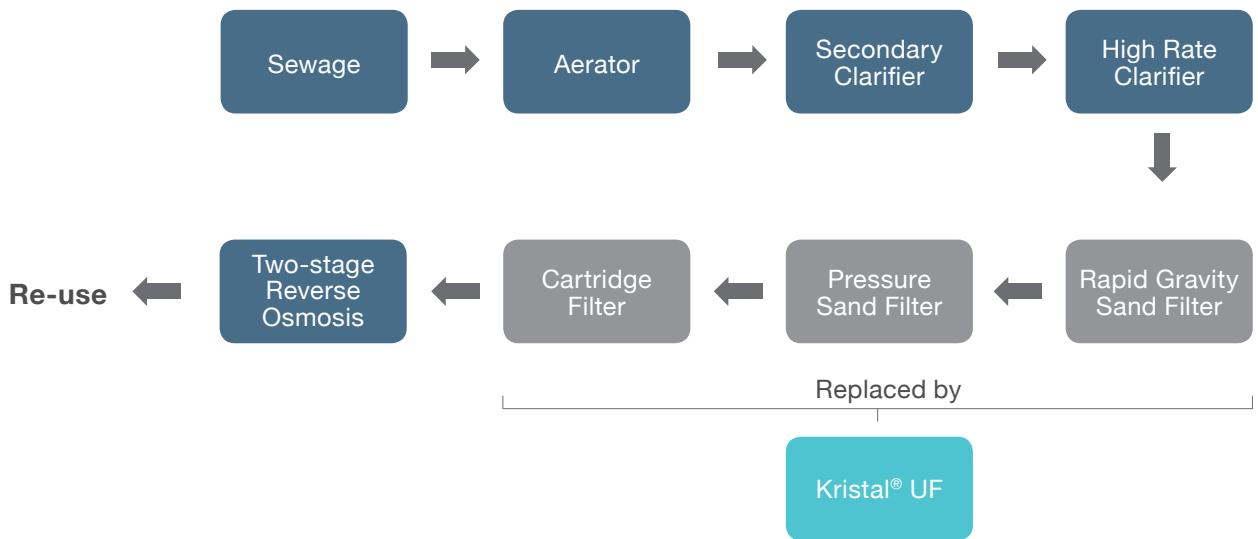 Sewage
Aerator
Secondary
Clarifier
High Rate
Clarifier
Re-use
Two-stage
Reverse
Osmosis
Cartridge
Filter
Pressure
Sand Filter
Rapid Gravity
Sand Filter
Replaced by
Kristal® UF